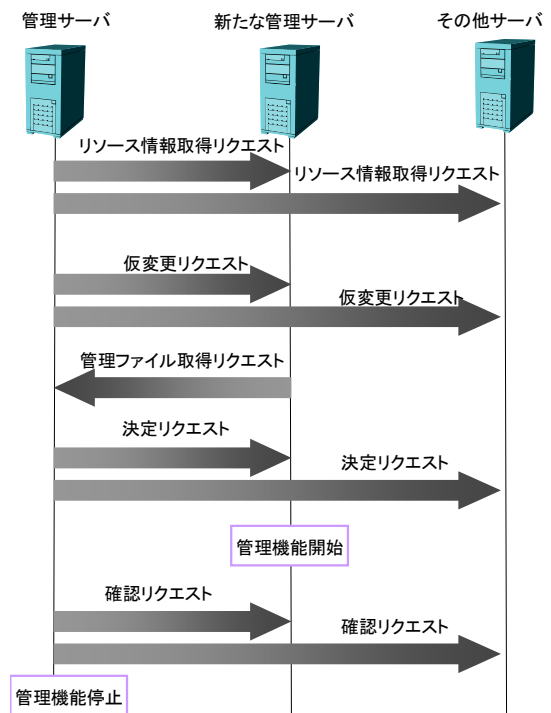 管理サーバ
新たな管理サーバ
その他サーバ
リソース情報取得リクエスト
リソース情報取得リクエスト
仮変更リクエスト
仮変更リクエスト
管理ファイル取得リクエスト
決定リクエスト
決定リクエスト
管理機能開始
確認リクエスト
確認リクエスト
管理機能停止